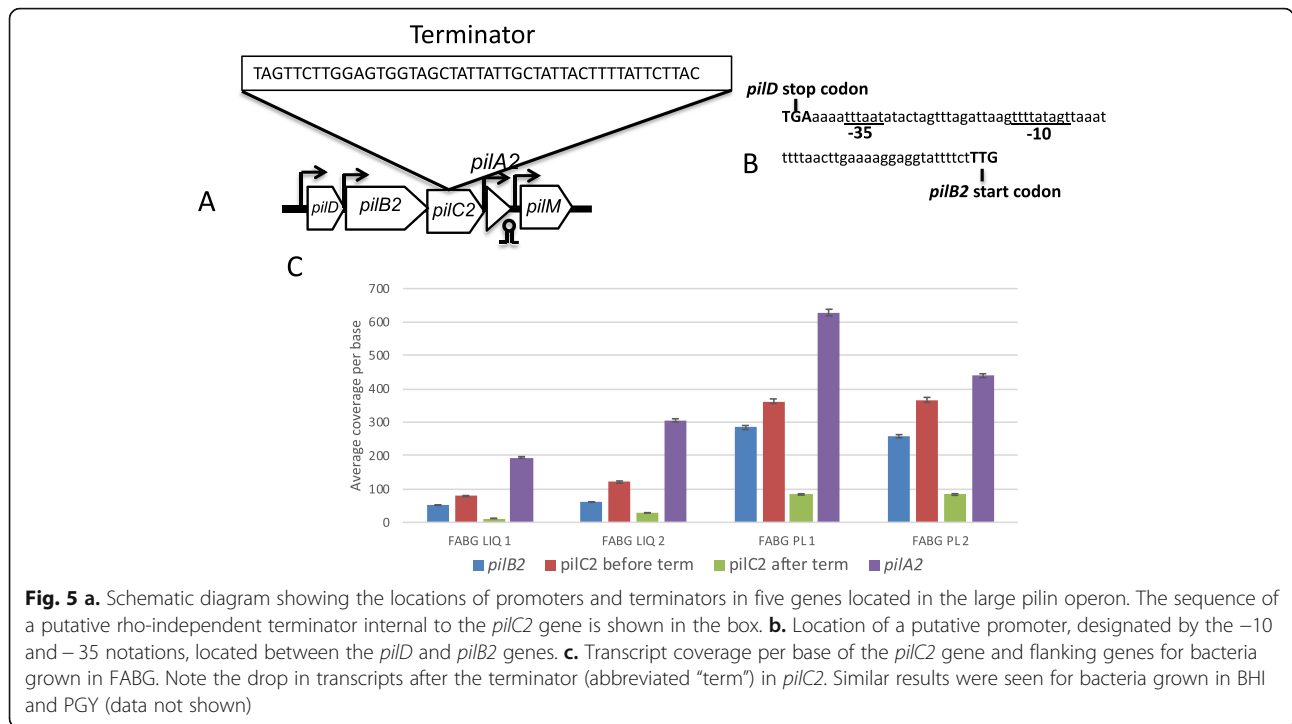 Terminator
TAGTTCTTGGAGTGGTAGCTATTATTGCTATTACTTTTATTCTTAC
pilD stop codon
TGAaaaatttaatatactagtttagattaagttttatagttaaat
-35 -10
ttttaacttgaaaaggaggtattttctTTG
pilB2 start codon
B
A
pilD pilB2 pilC2 pilA2 pilM
C
Average coverage per base
700
600
500
400
300
200
100
0
FABG LIQ 1 FABG LIQ 2 FABG PL 1 FABG PL 2
pilB2 pilC2 before term pilC2 after term pilA2
Fig. 5 a. Schematic diagram showing the locations of promoters and terminators in five genes located in the large pilin operon. The sequence of
a putative rho-independent terminator internal to the pilC2 gene is shown in the box. b. Location of a putative promoter, designated by the −10
and − 35 notations, located between the pilD and pilB2 genes. c. Transcript coverage per base of the pilC2 gene and flanking genes for bacteria
grown in FABG. Note the drop in transcripts after the terminator (abbreviated “term”) in pilC2. Similar results were seen for bacteria grown in BHI
and PGY (data not shown)